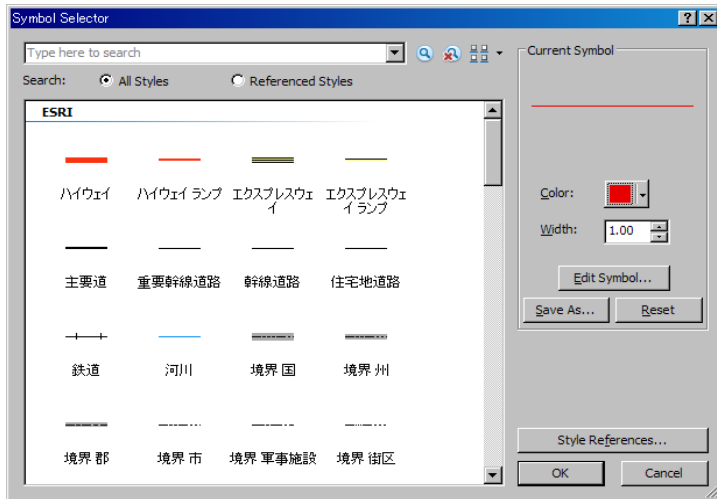 Symbol Selector
Type here to search
Search: All Styles Referenced Styles
ESRI
ハイウェイ ハイウェイ ランプ エクスプレスウェイ エクスプレスウェイ ランプ
主要道 重要幹線道路 幹線道路 住宅地道路
鉄道 河川 境界 国 境界 州
境界 郡 境界 市 境界 軍事施設 境界 街区
Current Symbol
Color:
Width: 1.00
Edit Symbol...
Save As... Reset
Style References...
OK Cancel